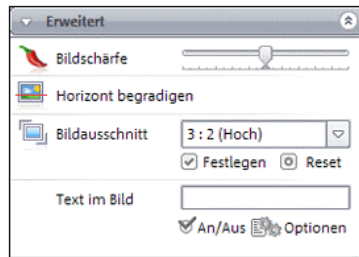 Erweitert
Bildschärfe
Horizont begradigen
Bildausschnitt 3 : 2 (Hoch)
Festlegen Reset
Text im Bild
An/Aus Optionen